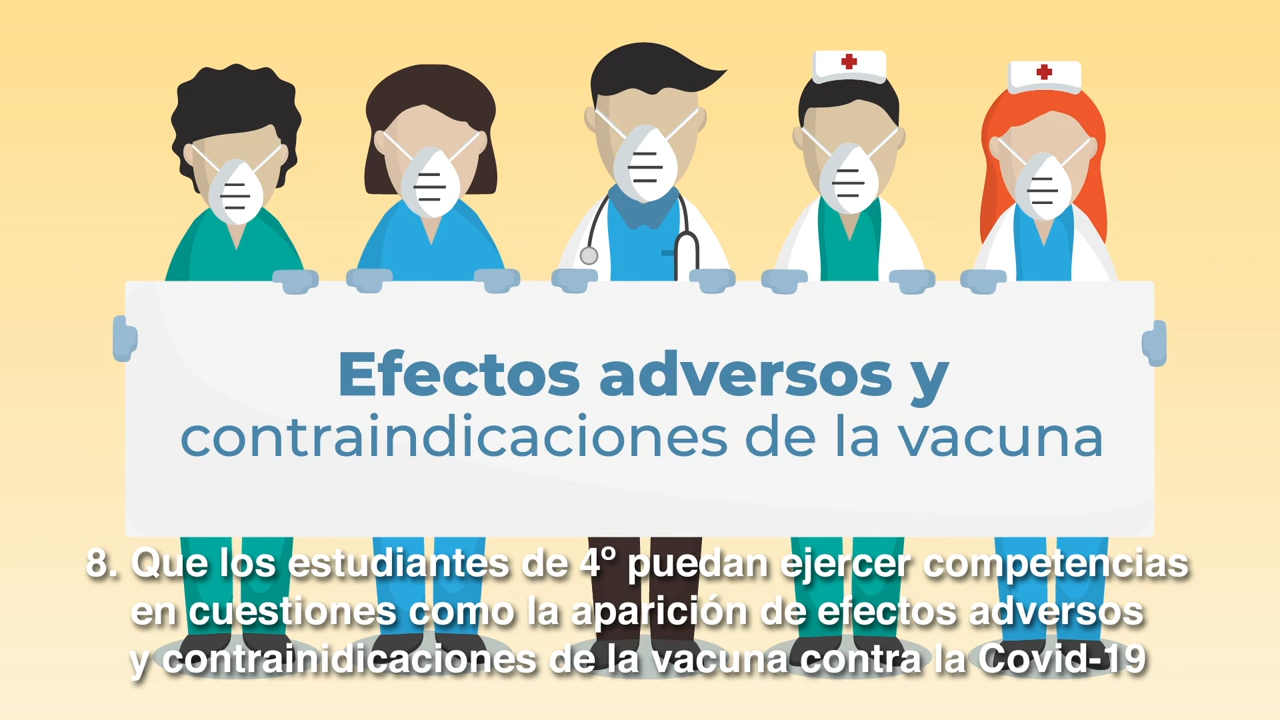 Efectos adversos y
contraindicaciones de la vacuna
8. Que los estudiantes de 4º puedan ejercer competencias
en cuestiones como la aparición de efectos adversos
y contrainidicaciones de la vacuna contra la Covid-19